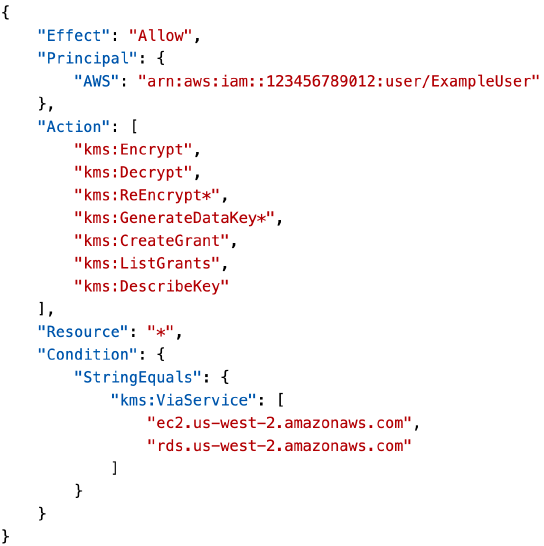 {
    "Effect": "Allow",
    "Principal": {
        "AWS": "arn:aws:iam::123456789012:user/ExampleUser"
    },
    "Action": [
        "kms:Encrypt",
        "kms:Decrypt",
        "kms:ReEncrypt*",
        "kms:GenerateDataKey*",
        "kms:CreateGrant",
        "kms:ListGrants",
        "kms:DescribeKey"
    ],
    "Resource": "*",
    "Condition": {
        "StringEquals": {
            "kms:ViaService": [
                "ec2.us-west-2.amazonaws.com",
                "rds.us-west-2.amazonaws.com"
            ]
        }
    }
}